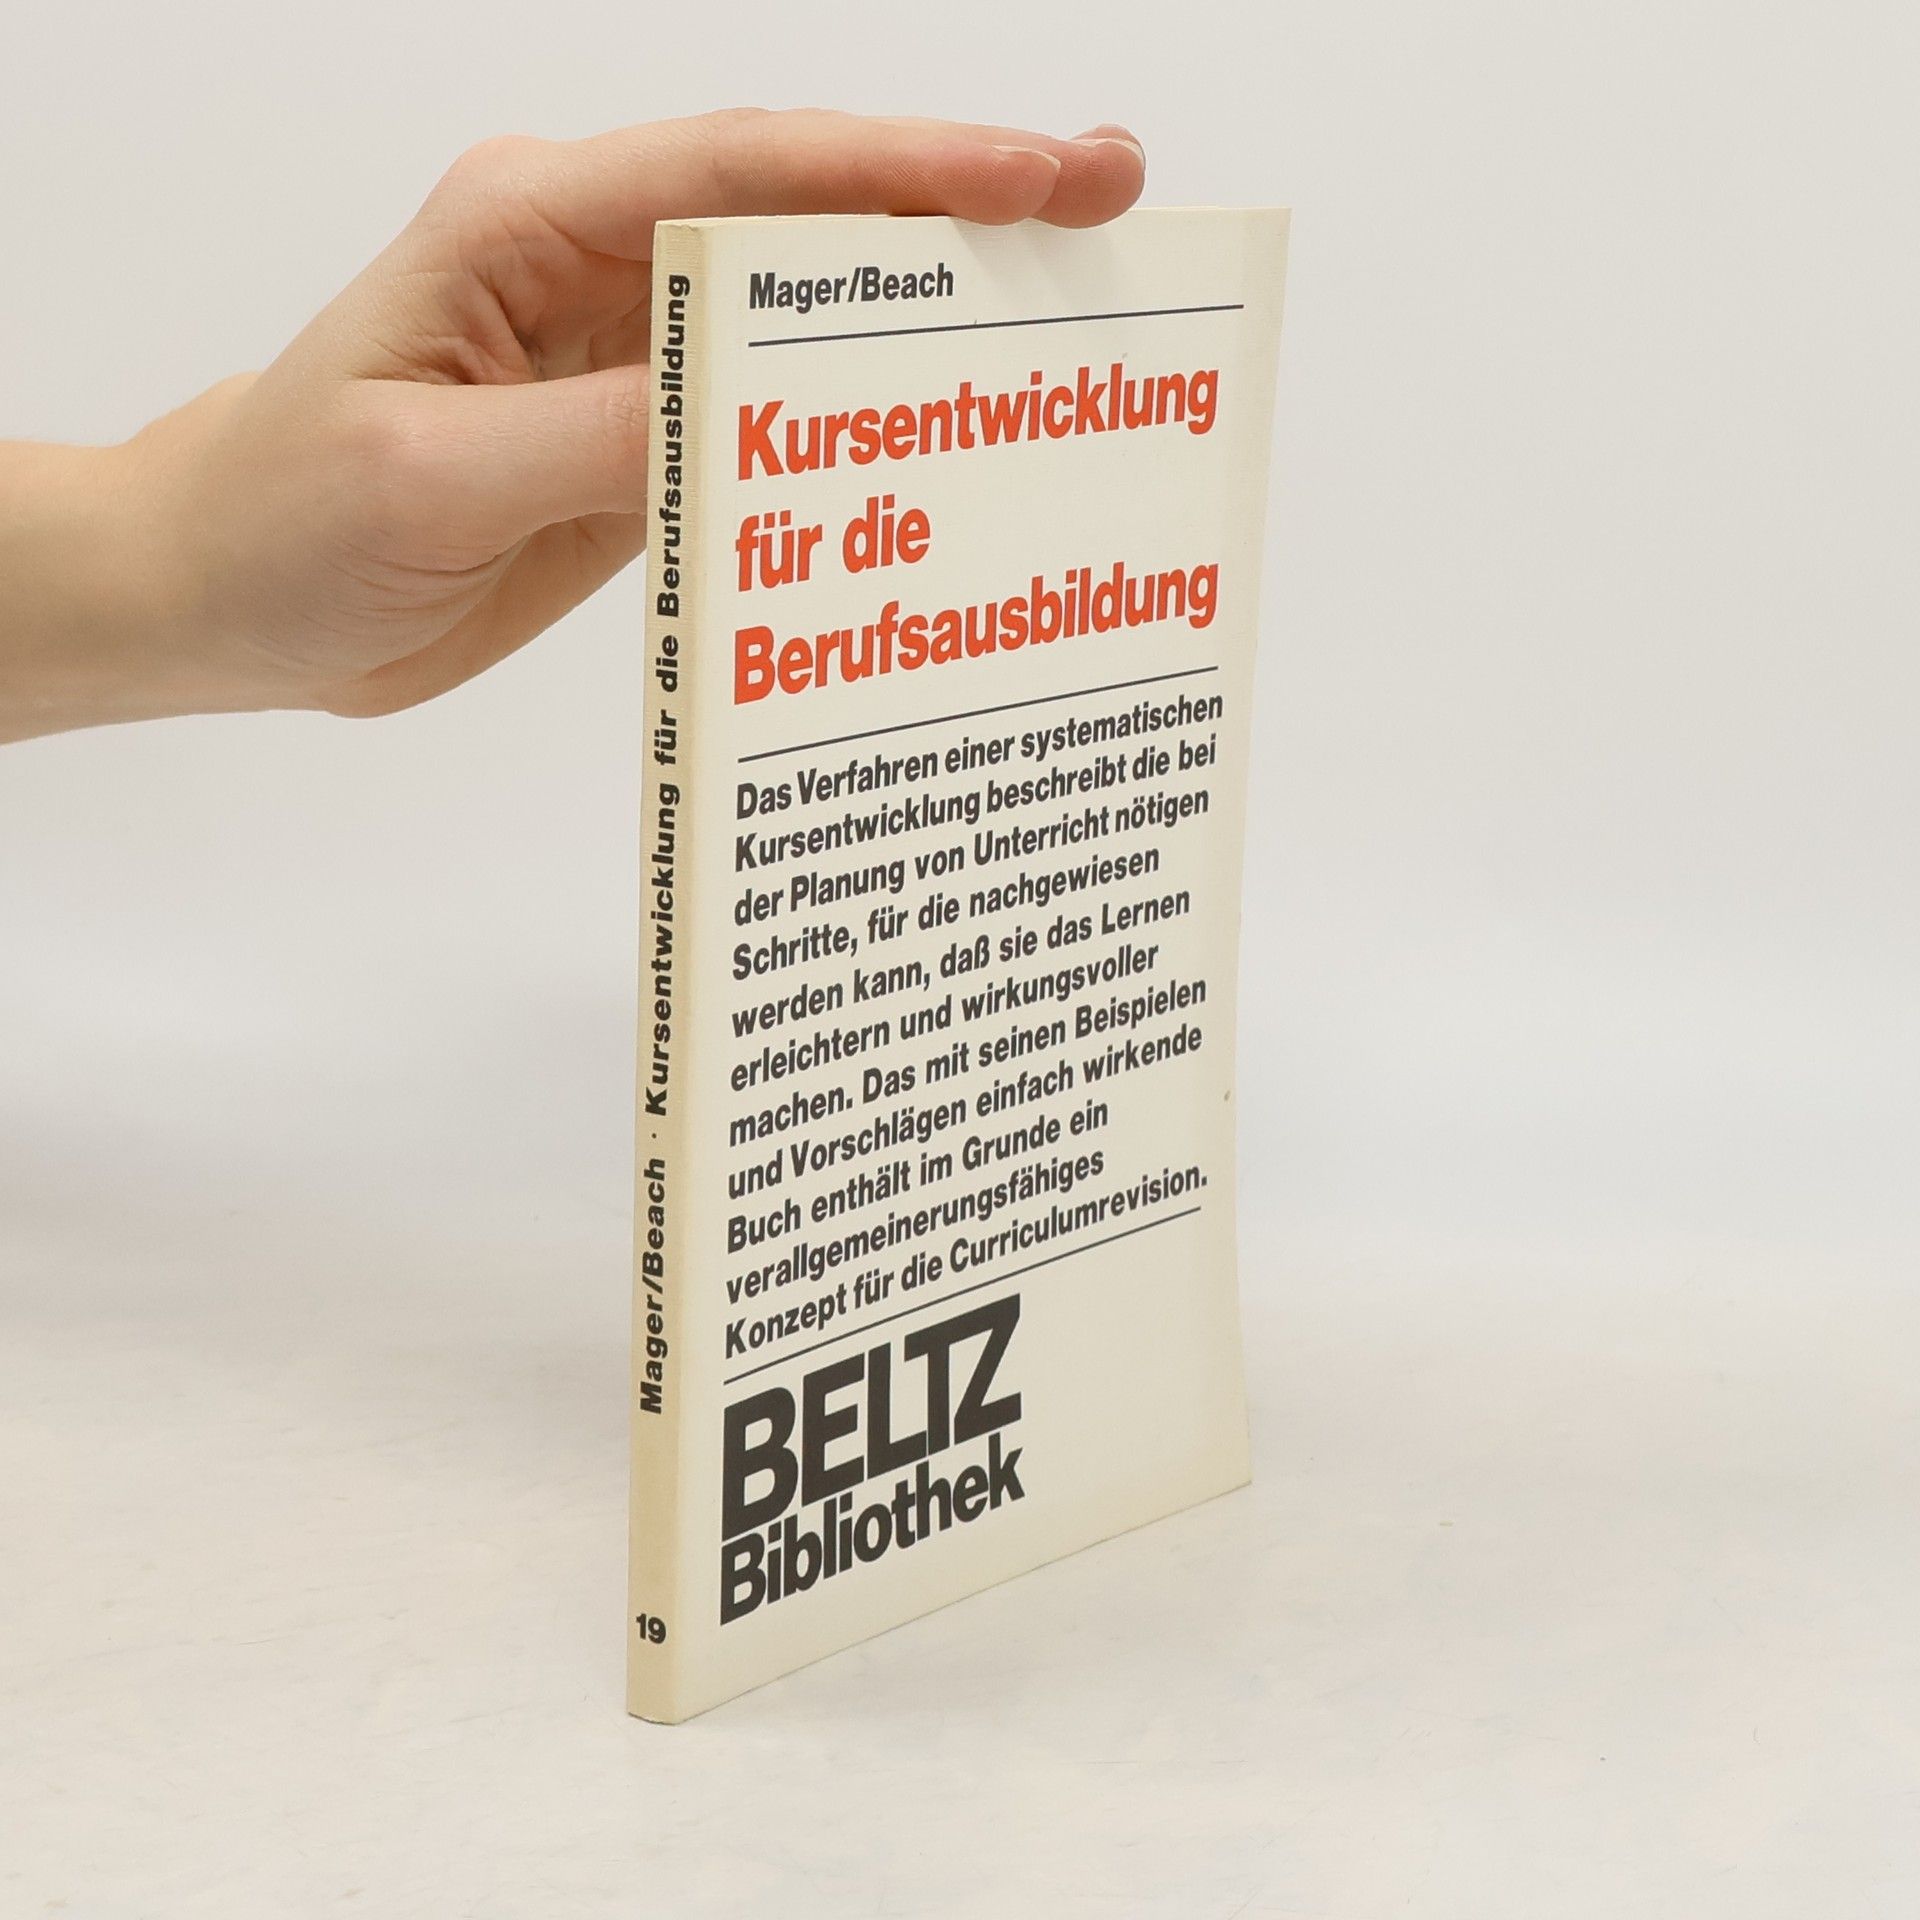 Mager/Beach · Kursentwicklung für die Berufsausbildung
19
Mager/Beach
Kursentwicklung
für die
Berufsausbildung
Das Verfahren einer systematischen
Kursentwicklung beschreibt die bei
der Planung von Unterricht nötigen
Schritte, für die nachgewiesen
werden kann, daß sie das Lernen
erleichtern und wirkungsvoller
machen. Das mit seinen Beispielen
und Vorschlägen einfach wirkende
Buch enthält im Grunde ein
verallgemeinerungsfähiges
Konzept für die Curriculumrevision.
BELTZ
Bibliothek